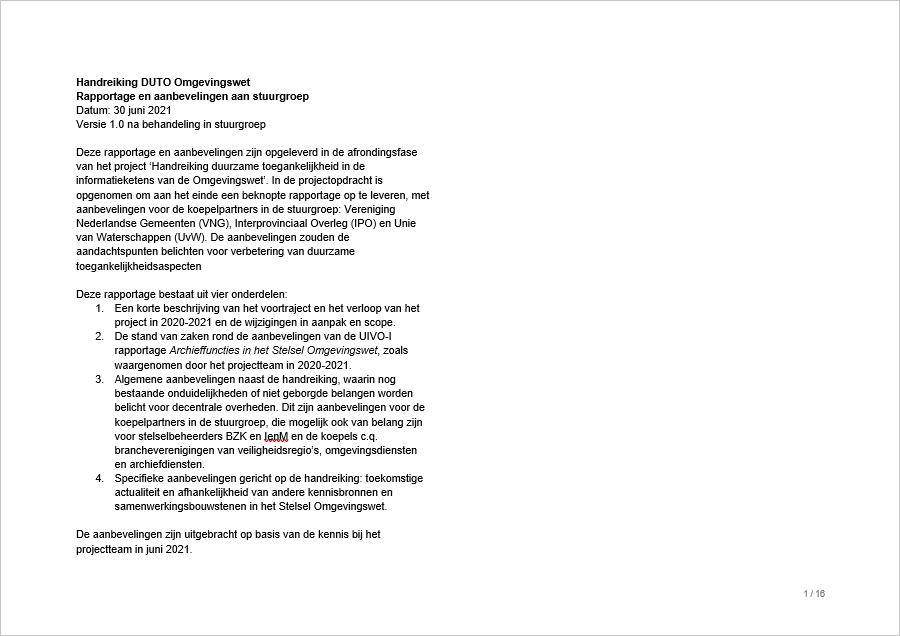 Handreiking DUTO Omgevingswet
Rapportage en aanbevelingen aan stuurgroep
Datum: 30 juni 2021
Versie 1.0 na behandeling in stuurgroep
Deze rapportage en aanbevelingen zijn opgeleverd in de afrondingsfase
van het project ‘Handreiking duurzame toegankelijkheid in de
informatieketens van de Omgevingswet’. In de projectopdracht is
opgenomen om aan het einde een beknopte rapportage op te leveren, met
aanbevelingen voor de koepelpartners in de stuurgroep: Vereniging
Nederlandse Gemeenten (VNG), Interprovinciaal Overleg (IPO) en Unie
van Waterschappen (UvW). De aanbevelingen zouden de
aandachtspunten belichten voor verbetering van duurzame
toegankelijkheidsaspecten
Deze rapportage bestaat uit vier onderdelen:
1. Een korte beschrijving van het voortraject en het verloop van het
project in 2020-2021 en de wijzigingen in aanpak en scope.
2. De stand van zaken rond de aanbevelingen van de UIVO-I
rapportage Archieffuncties in het Stelsel Omgevingswet, zoals
waargenomen door het projectteam in 2020-2021.
3. Algemene aanbevelingen naast de handreiking, waarin nog
bestaande onduidelijkheden of niet geborgde belangen worden
belicht voor decentrale overheden. Dit zijn aanbevelingen voor de
koepelpartners in de stuurgroep, die mogelijk ook van belang zijn
voor stelselbeheerders BZK en IenM en de koepels c.q.
brancheverenigingen van veiligheidsregio’s, omgevingsdiensten
en archiefdiensten.
4. Specifieke aanbevelingen gericht op de handreiking: toekomstige
actualiteit en afhankelijkheid van andere kennisbronnen en
samenwerkingsbouwstenen in het Stelsel Omgevingswet.
De aanbevelingen zijn uitgebracht op basis van de kennis bij het
projectteam in juni 2021.
1 / 16